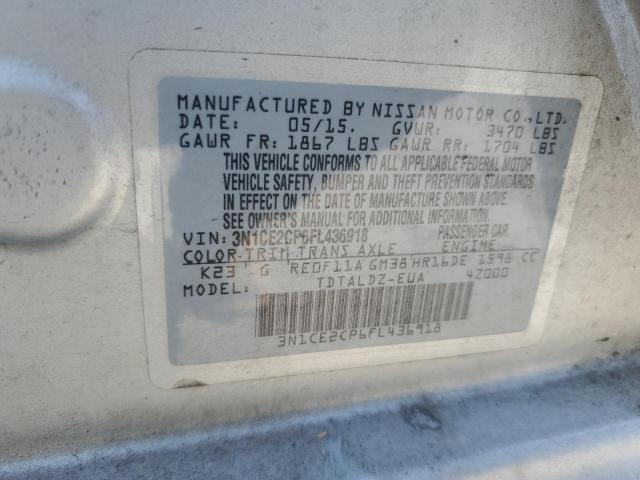 MANUFACTURED BY NISSAN MOTOR CO.,LTD.
DATE: 05/15. GVWR: 3470 LBS
GAWR FR: 1867 LBS GAWR RR: 1704 LBS
THIS VEHICLE CONFORMS TO ALL APPLICABLE FEDERAL MOTOR
VEHICLE SAFETY, BUMPER AND THEFT PREVENTION STANDARDS
IN EFFECT ON THE DATE OF MANUFACTURE SHOWN ABOVE.
SEE OWNER'S MANUAL FOR ADDITIONAL INFORMATION.
VIN: 3N1CE2CP6FL436918 PASSENGER CAR
COLOR TRIM TRANS AXLE ENGINE
K23 G RE0F11A GM38 HR16DE 1598 CC
MODEL: TDTALDZ-EUA 4Z000
3N1CE2CP6FL436918